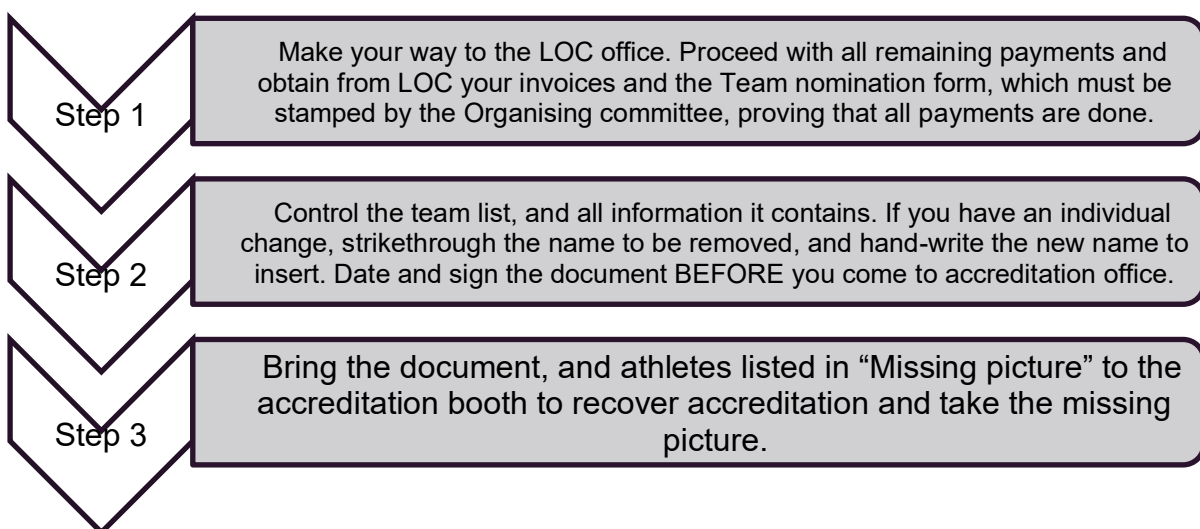 Step 1
Make your way to the LOC office. Proceed with all remaining payments and
obtain from LOC your invoices and the Team nomination form, which must be
stamped by the Organising committee, proving that all payments are done.
Step 2
Control the team list, and all information it contains. If you have an individual
change, strikethrough the name to be removed, and hand-write the new name to
insert. Date and sign the document BEFORE you come to accreditation office.
Step 3
Bring the document, and athletes listed in “Missing picture” to the
accreditation booth to recover accreditation and take the missing
picture.